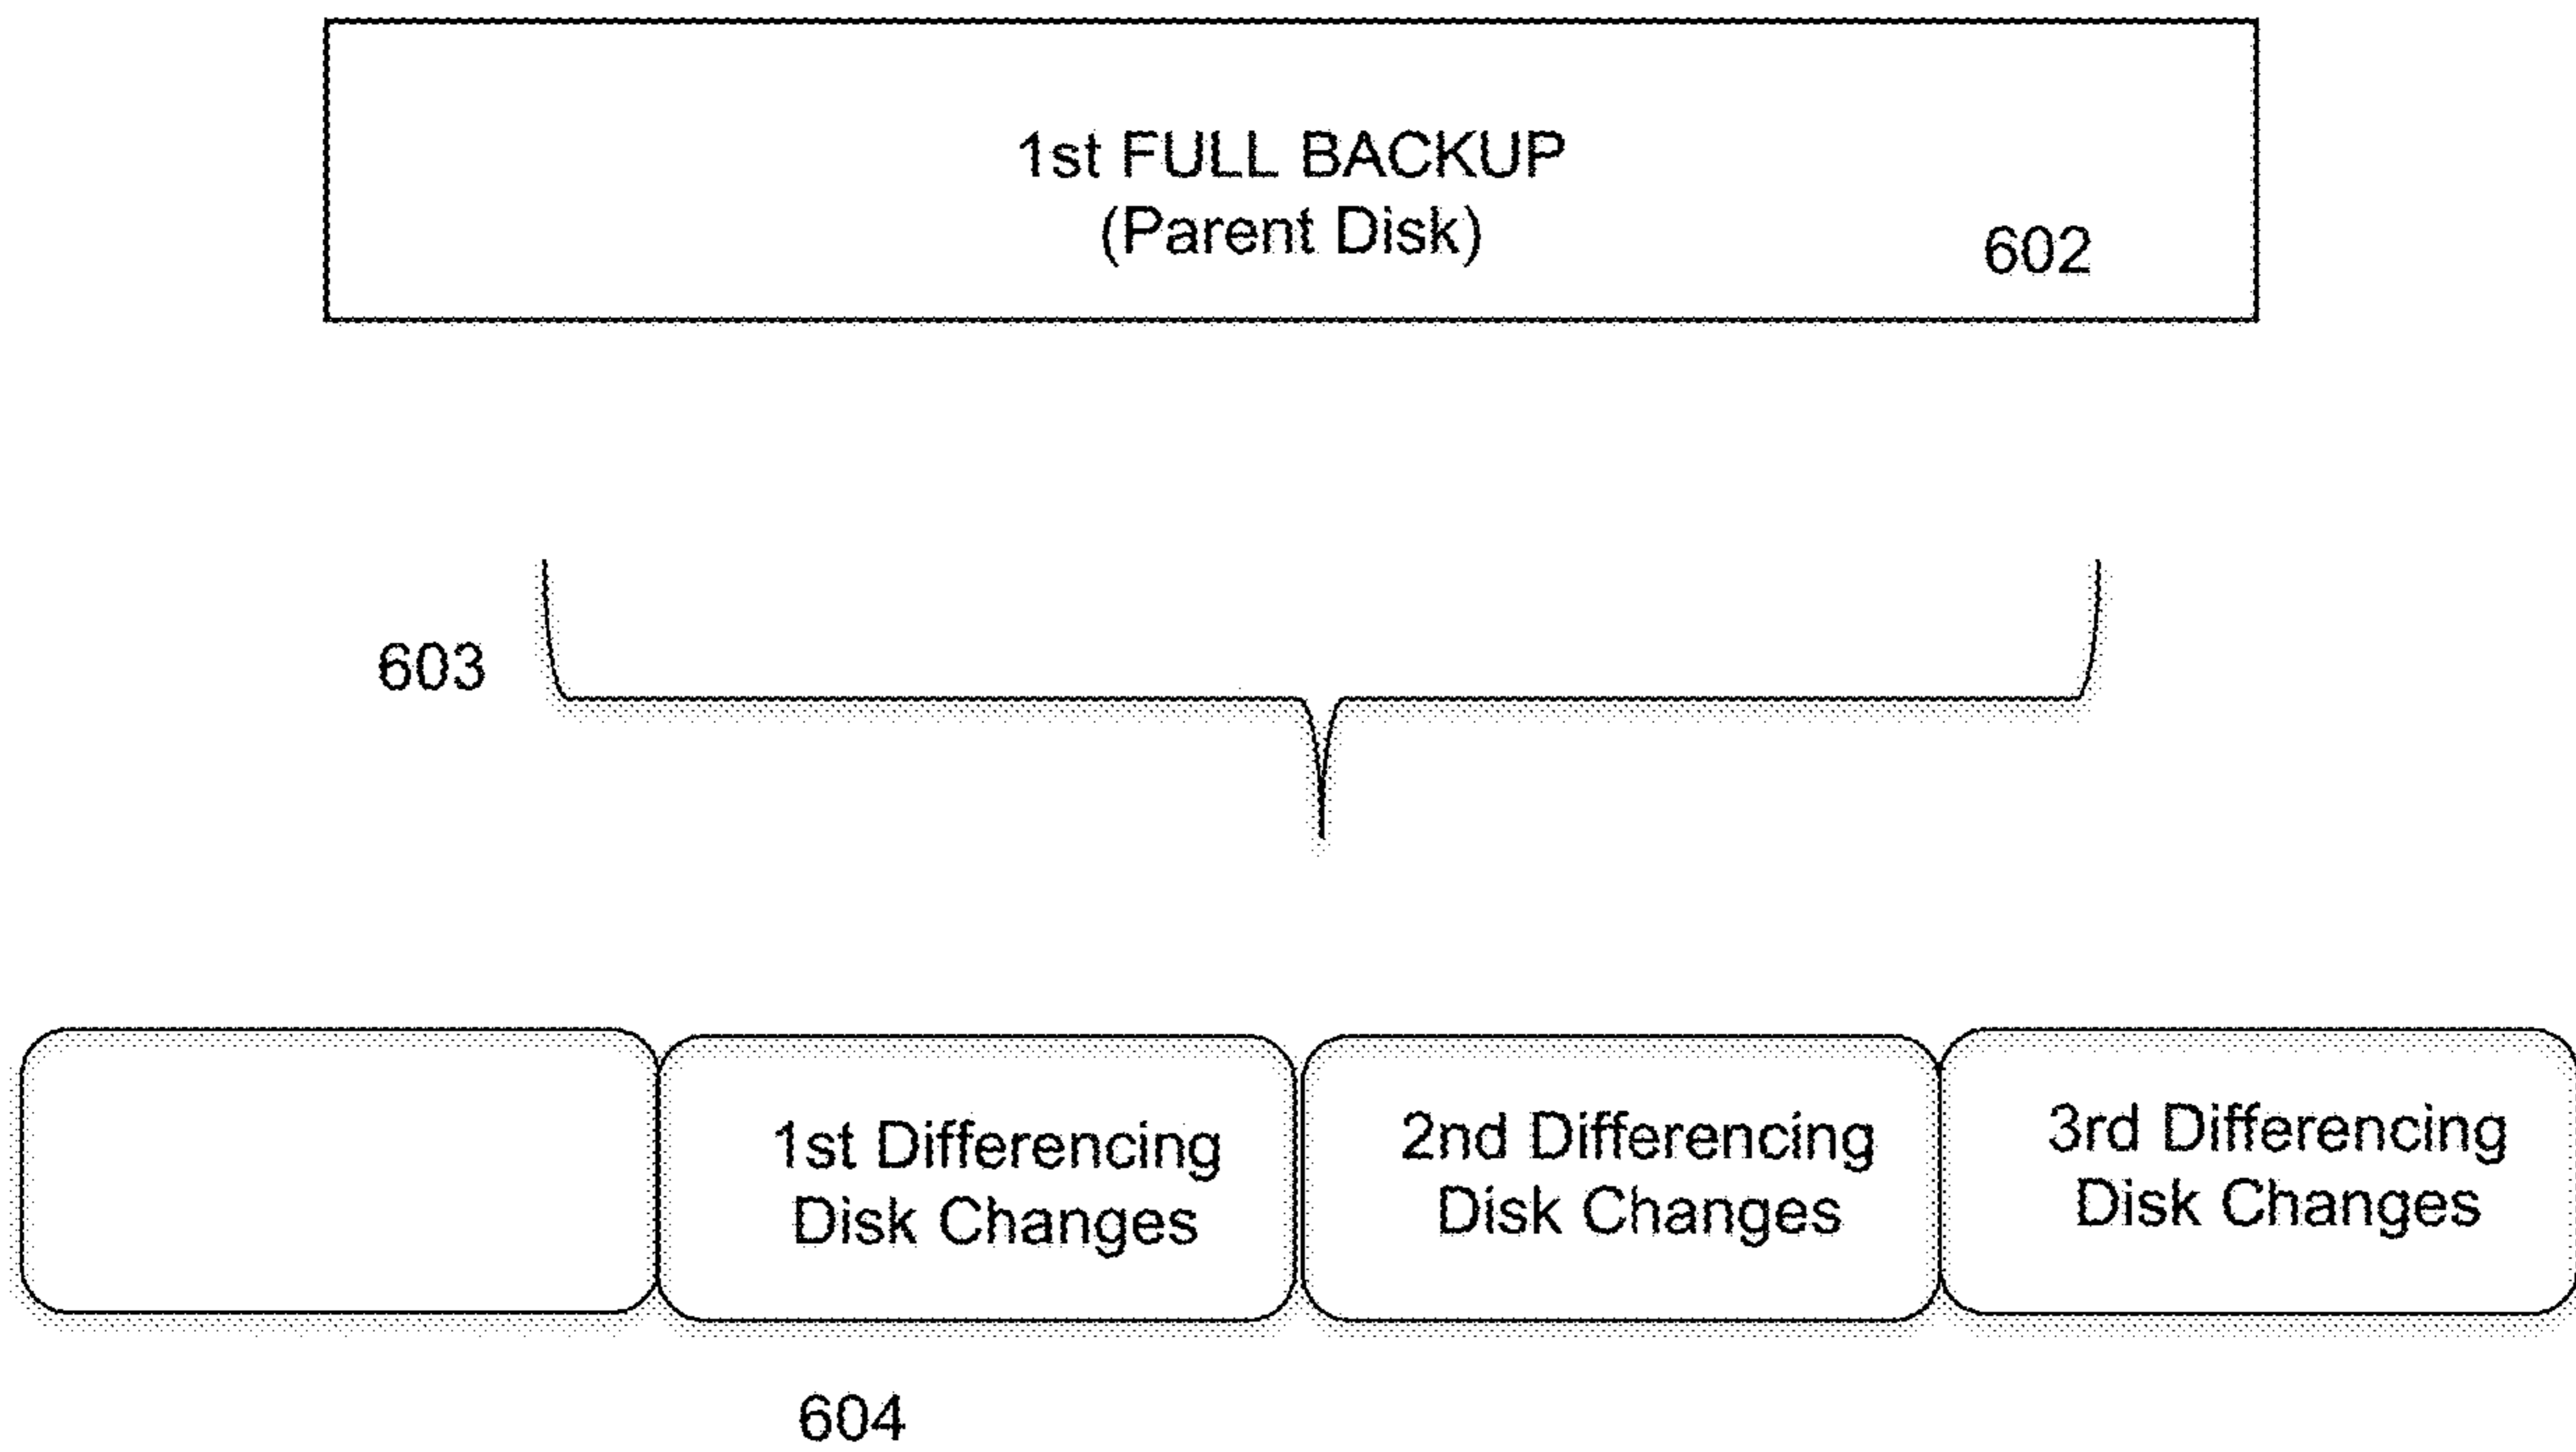 1st FULL BACKUP
(Parent Disk)
602
603
1st Differencing
Disk Changes
2nd Differencing
Disk Changes
3rd Differencing
Disk Changes
604